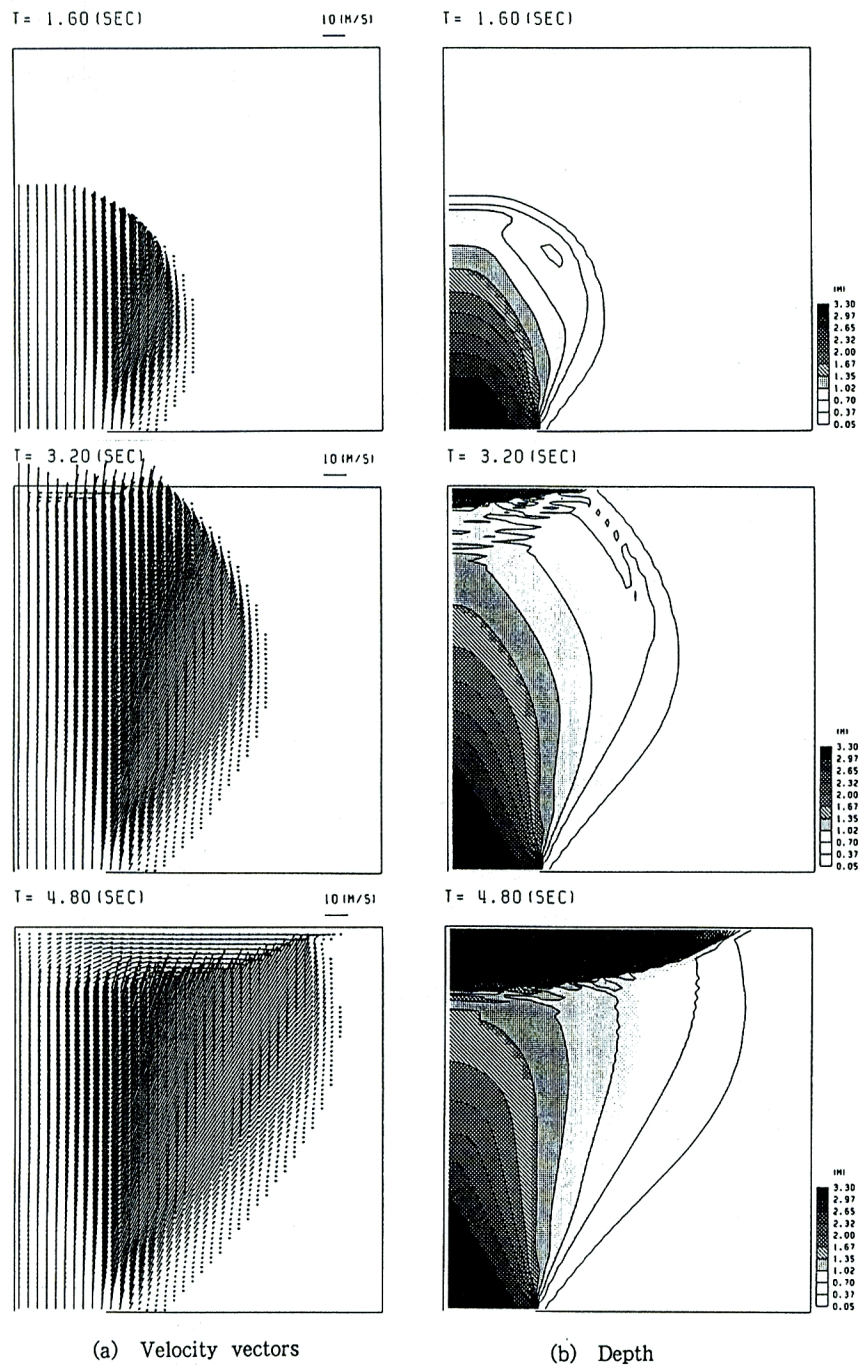 T= 1.60 (SEC)
10 (M/S)
T= 1.60 (SEC)
(M)
3.30
2.97
2.65
2.32
2.00
1.67
1.35
1.02
0.70
0.37
0.05
T= 3.20 (SEC)
10 (M/S)
T= 3.20 (SEC)
(M)
3.30
2.97
2.65
2.32
2.00
1.67
1.35
1.02
0.70
0.37
0.05
T= 4.80 (SEC)
10 (M/S)
T= 4.80 (SEC)
(M)
3.30
2.97
2.65
2.32
2.00
1.67
1.35
1.02
0.70
0.37
0.05
(a) Velocity vectors
(b) Depth